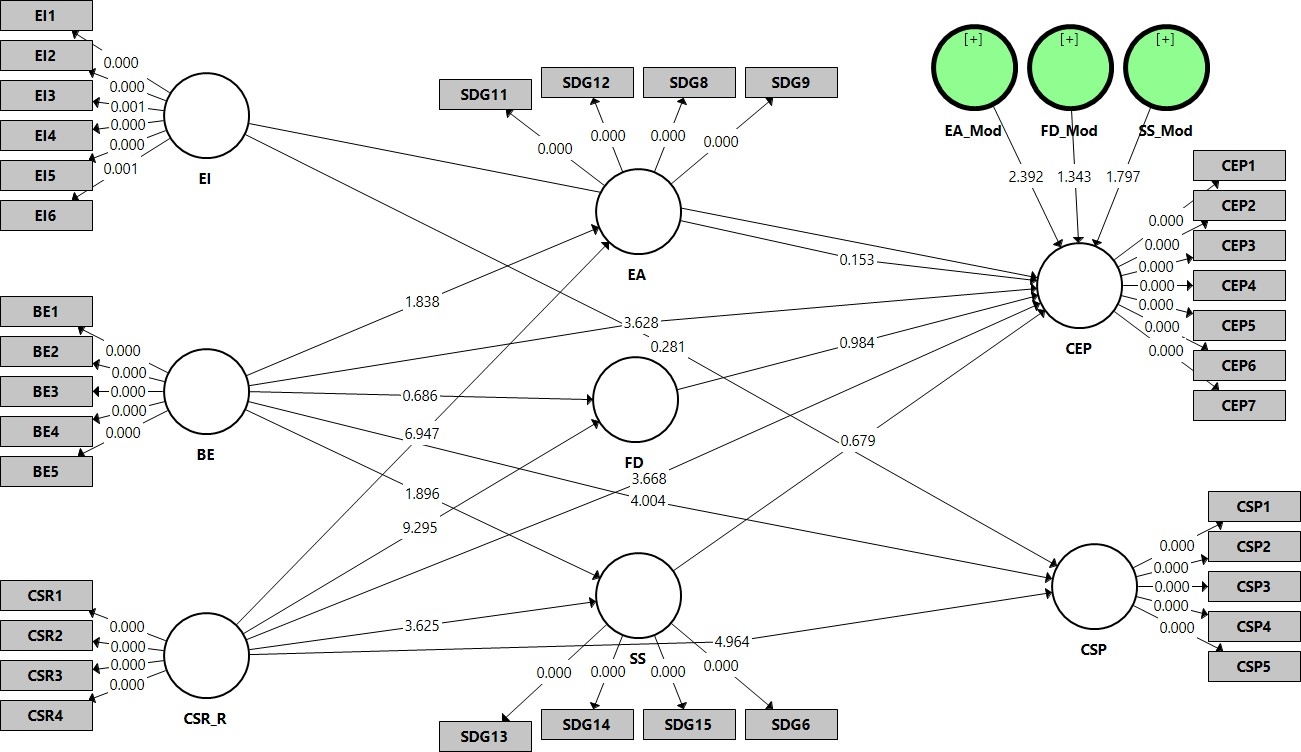 EI1
EI2
EI3
EI4
EI5
EI6
0.000
0.000
0.001
0.000
0.000
0.001
EI
BE1
BE2
BE3
BE4
BE5
0.000
0.000
0.000
0.000
0.000
BE
CSR1
CSR2
CSR3
CSR4
0.000
0.000
0.000
0.000
CSR_R
SDG11
SDG12
SDG8
SDG9
0.000
0.000
0.000
0.000
EA
1.838
3.628
0.281
0.686
6.947
1.896
9.295
3.668
4.004
3.625
4.964
FD
SS
0.000
0.000
0.000
0.000
SDG13
SDG14
SDG15
SDG6
0.153
0.984
0.679
[+]
[+]
[+]
EA_Mod
FD_Mod
SS_Mod
2.392
1.343
1.797
CEP
0.000
0.000
0.000
0.000
0.000
0.000
0.000
CEP1
CEP2
CEP3
CEP4
CEP5
CEP6
CEP7
CSP
0.000
0.000
0.000
0.000
0.000
CSP1
CSP2
CSP3
CSP4
CSP5